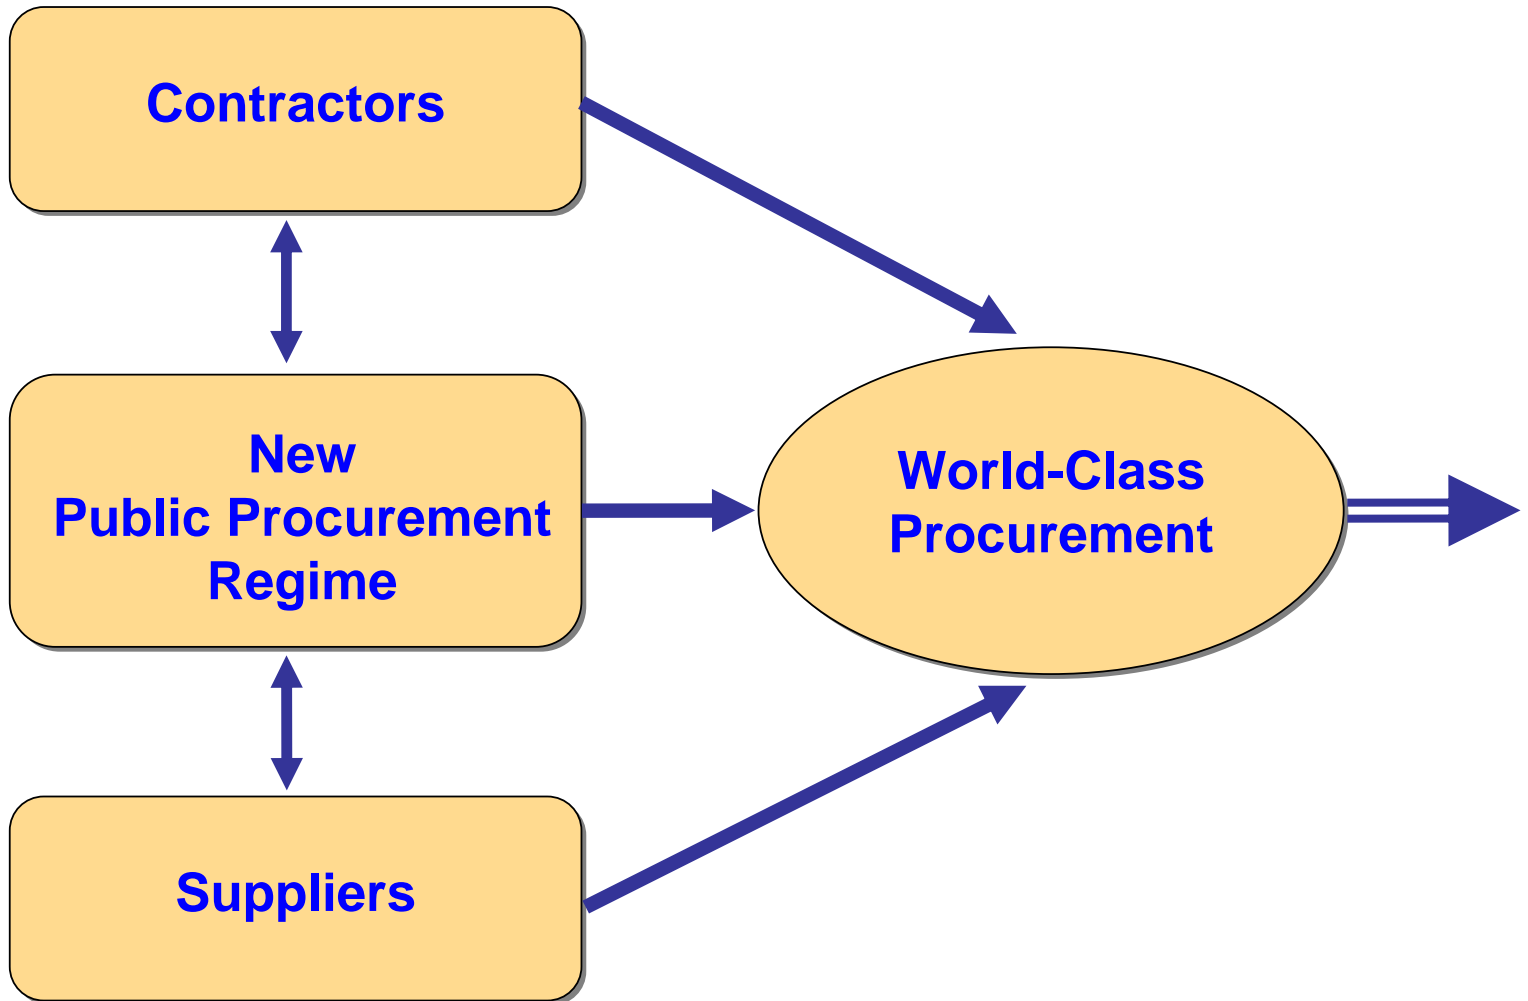 Contractors
New
Public Procurement
Regime
World-Class
Procurement
Suppliers